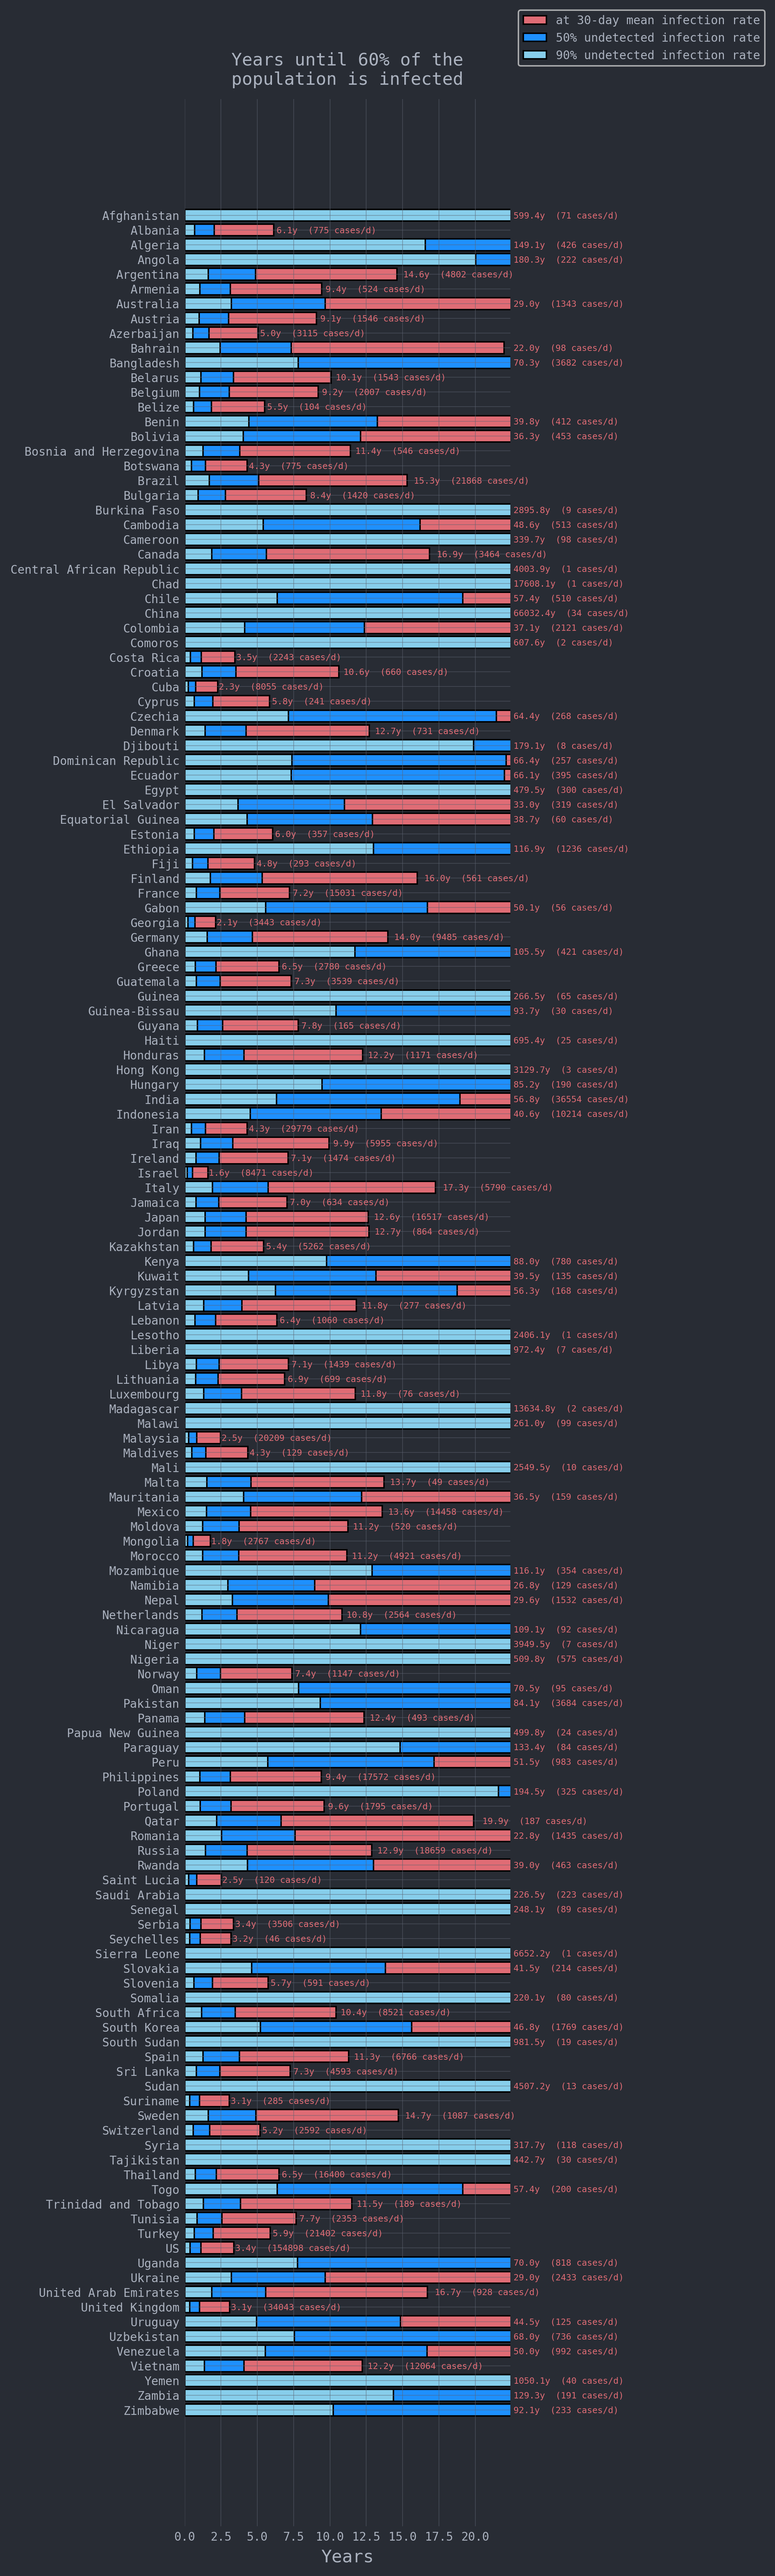 at 30-day mean infection rate
50% undetected infection rate
90% undetected infection rate
Years until 60% of the
population is infected
Afghanistan 599.4y (71 cases/d)
Albania 6.1y (775 cases/d)
Algeria 149.1y (426 cases/d)
Angola 180.3y (222 cases/d)
Argentina 14.6y (4802 cases/d)
Armenia 9.4y (524 cases/d)
Australia 29.0y (1343 cases/d)
Austria 9.1y (1546 cases/d)
Azerbaijan 5.0y (3115 cases/d)
Bahrain 22.0y (98 cases/d)
Bangladesh 70.3y (3682 cases/d)
Belarus 10.1y (1543 cases/d)
Belgium 9.2y (2007 cases/d)
Belize 5.5y (104 cases/d)
Benin 39.8y (412 cases/d)
Bolivia 36.3y (453 cases/d)
Bosnia and Herzegovina 11.4y (546 cases/d)
Botswana 4.3y (775 cases/d)
Brazil 15.3y (21868 cases/d)
Bulgaria 8.4y (1420 cases/d)
Burkina Faso 2895.8y (9 cases/d)
Cambodia 48.6y (513 cases/d)
Cameroon 339.7y (98 cases/d)
Canada 16.9y (3464 cases/d)
Central African Republic 4003.9y (1 cases/d)
Chad 17608.1y (1 cases/d)
Chile 57.4y (510 cases/d)
China 66032.4y (34 cases/d)
Colombia 37.1y (2121 cases/d)
Comoros 607.6y (2 cases/d)
Costa Rica 3.5y (2243 cases/d)
Croatia 10.6y (660 cases/d)
Cuba 2.3y (8055 cases/d)
Cyprus 5.8y (241 cases/d)
Czechia 64.4y (268 cases/d)
Denmark 12.7y (731 cases/d)
Djibouti 179.1y (8 cases/d)
Dominican Republic 66.4y (257 cases/d)
Ecuador 66.1y (395 cases/d)
Egypt 479.5y (300 cases/d)
El Salvador 33.0y (319 cases/d)
Equatorial Guinea 38.7y (60 cases/d)
Estonia 6.0y (357 cases/d)
Ethiopia 116.9y (1236 cases/d)
Fiji 4.8y (293 cases/d)
Finland 16.0y (561 cases/d)
France 7.2y (15031 cases/d)
Gabon 50.1y (56 cases/d)
Georgia 2.1y (3443 cases/d)
Germany 14.0y (9485 cases/d)
Ghana 105.5y (421 cases/d)
Greece 6.5y (2780 cases/d)
Guatemala 7.3y (3539 cases/d)
Guinea 266.5y (65 cases/d)
Guinea-Bissau 93.7y (30 cases/d)
Guyana 7.8y (165 cases/d)
Haiti 695.4y (25 cases/d)
Honduras 12.2y (1171 cases/d)
Hong Kong 3129.7y (3 cases/d)
Hungary 85.2y (190 cases/d)
India 56.8y (36554 cases/d)
Indonesia 40.6y (10214 cases/d)
Iran 4.3y (29779 cases/d)
Iraq 9.9y (5955 cases/d)
Ireland 7.1y (1474 cases/d)
Israel 1.6y (8471 cases/d)
Italy 17.3y (5790 cases/d)
Jamaica 7.0y (634 cases/d)
Japan 12.6y (16517 cases/d)
Jordan 12.7y (864 cases/d)
Kazakhstan 5.4y (5262 cases/d)
Kenya 88.0y (780 cases/d)
Kuwait 39.5y (135 cases/d)
Kyrgyzstan 56.3y (168 cases/d)
Latvia 11.8y (277 cases/d)
Lebanon 6.4y (1060 cases/d)
Lesotho 2406.1y (1 cases/d)
Liberia 972.4y (7 cases/d)
Libya 7.1y (1439 cases/d)
Lithuania 6.9y (699 cases/d)
Luxembourg 11.8y (76 cases/d)
Madagascar 13634.8y (2 cases/d)
Malawi 261.0y (99 cases/d)
Malaysia 2.5y (20209 cases/d)
Maldives 4.3y (129 cases/d)
Mali 2549.5y (10 cases/d)
Malta 13.7y (49 cases/d)
Mauritania 36.5y (159 cases/d)
Mexico 13.6y (14458 cases/d)
Moldova 11.2y (520 cases/d)
Mongolia 1.8y (2767 cases/d)
Morocco 11.2y (4921 cases/d)
Mozambique 116.1y (354 cases/d)
Namibia 26.8y (129 cases/d)
Nepal 29.6y (1532 cases/d)
Netherlands 10.8y (2564 cases/d)
Nicaragua 109.1y (92 cases/d)
Niger 3949.5y (7 cases/d)
Nigeria 509.8y (575 cases/d)
Norway 7.4y (1147 cases/d)
Oman 70.5y (95 cases/d)
Pakistan 84.1y (3684 cases/d)
Panama 12.4y (493 cases/d)
Papua New Guinea 499.8y (24 cases/d)
Paraguay 133.4y (84 cases/d)
Peru 51.5y (983 cases/d)
Philippines 9.4y (17572 cases/d)
Poland 194.5y (325 cases/d)
Portugal 9.6y (1795 cases/d)
Qatar 19.9y (187 cases/d)
Romania 22.8y (1435 cases/d)
Russia 12.9y (18659 cases/d)
Rwanda 39.0y (463 cases/d)
Saint Lucia 2.5y (120 cases/d)
Saudi Arabia 226.5y (223 cases/d)
Senegal 248.1y (89 cases/d)
Serbia 3.4y (3506 cases/d)
Seychelles 3.2y (46 cases/d)
Sierra Leone 6652.2y (1 cases/d)
Slovakia 41.5y (214 cases/d)
Slovenia 5.7y (591 cases/d)
Somalia 220.1y (80 cases/d)
South Africa 10.4y (8521 cases/d)
South Korea 46.8y (1769 cases/d)
South Sudan 981.5y (19 cases/d)
Spain 11.3y (6766 cases/d)
Sri Lanka 7.3y (4593 cases/d)
Sudan 4507.2y (13 cases/d)
Suriname 3.1y (285 cases/d)
Sweden 14.7y (1087 cases/d)
Switzerland 5.2y (2592 cases/d)
Syria 317.7y (118 cases/d)
Tajikistan 442.7y (30 cases/d)
Thailand 6.5y (16400 cases/d)
Togo 57.4y (200 cases/d)
Trinidad and Tobago 11.5y (189 cases/d)
Tunisia 7.7y (2353 cases/d)
Turkey 5.9y (21402 cases/d)
US 3.4y (154898 cases/d)
Uganda 70.0y (818 cases/d)
Ukraine 29.0y (2433 cases/d)
United Arab Emirates 16.7y (928 cases/d)
United Kingdom 3.1y (34043 cases/d)
Uruguay 44.5y (125 cases/d)
Uzbekistan 68.0y (736 cases/d)
Venezuela 50.0y (992 cases/d)
Vietnam 12.2y (12064 cases/d)
Yemen 1050.1y (40 cases/d)
Zambia 129.3y (191 cases/d)
Zimbabwe 92.1y (233 cases/d)
0.0 2.5 5.0 7.5 10.0 12.5 15.0 17.5 20.0
Years